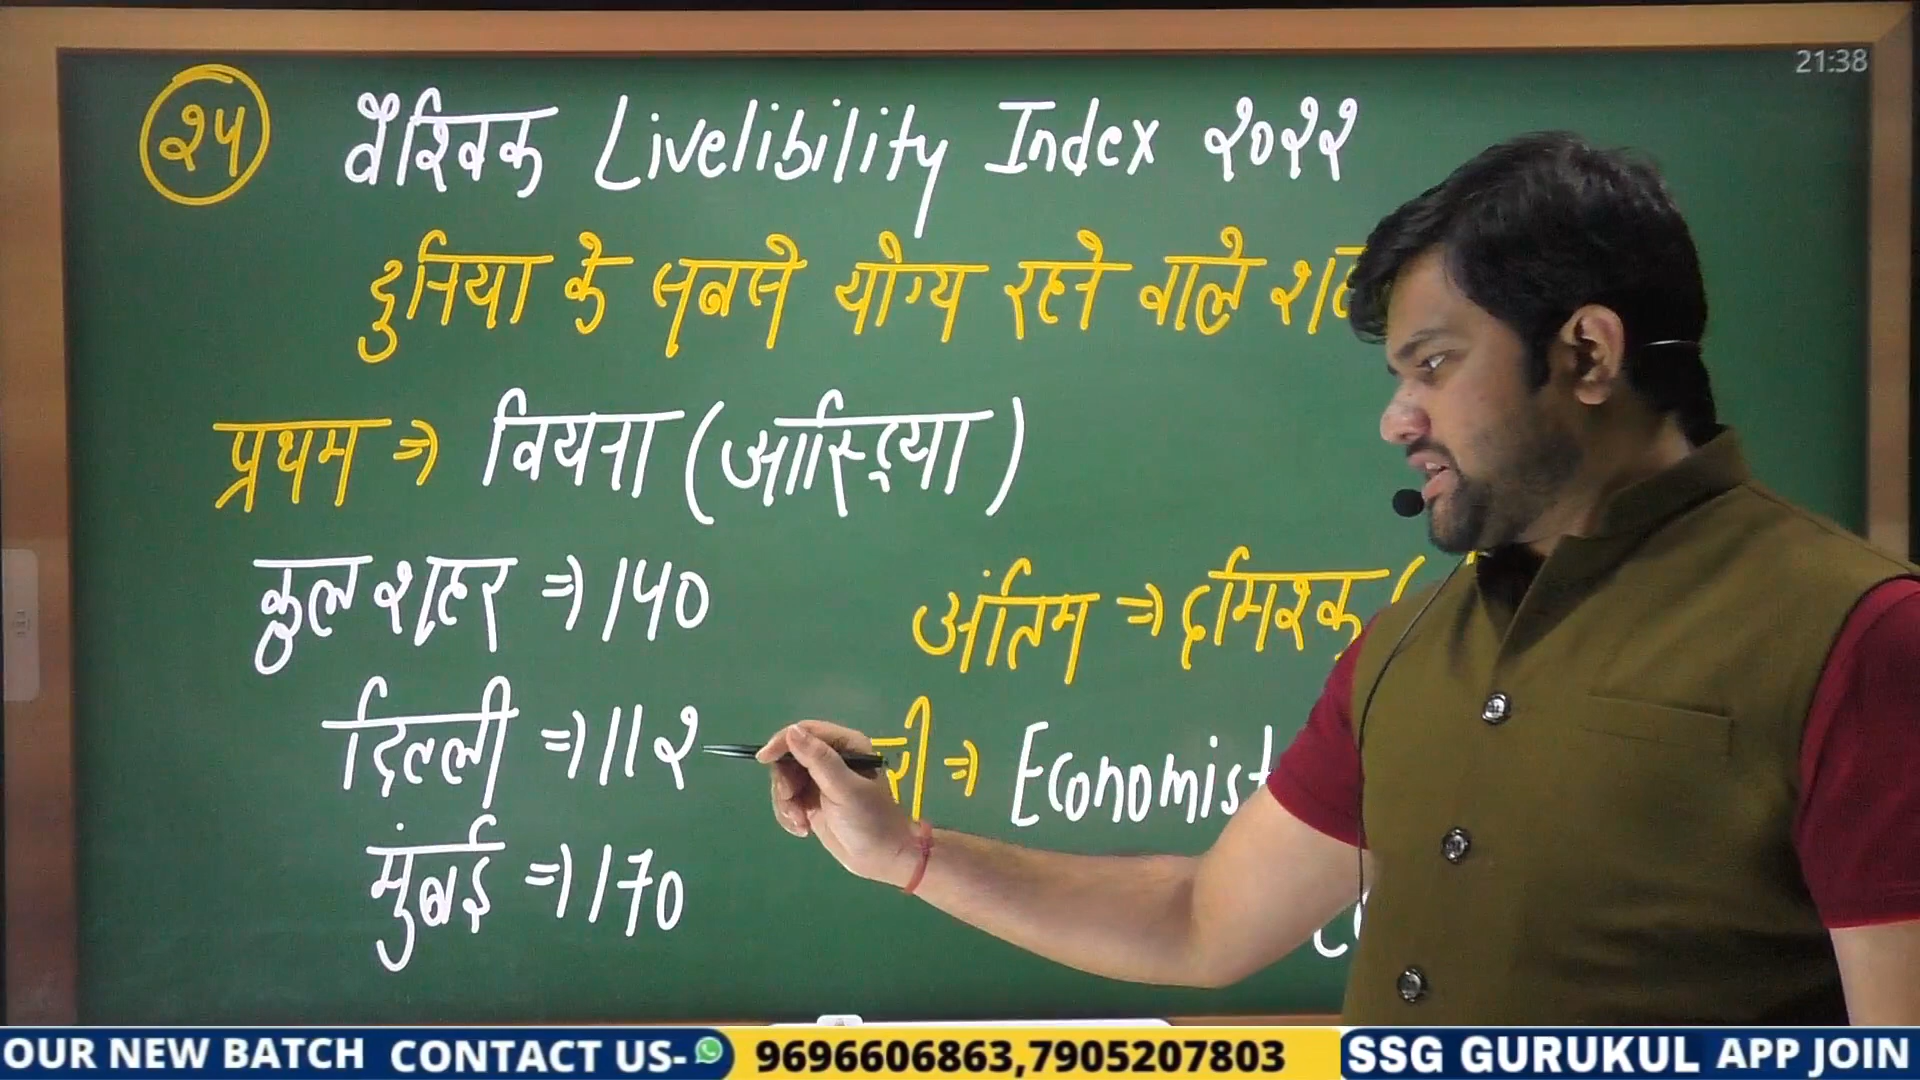 21:38
२५ वैश्विक Livelibility Index २०२२
दुनिया के सबसे योग्य रहने वाले
प्रथम ⇒ वियना (आस्ट्रिया)
कुल शहर ⇒ 140
अंतिम ⇒ दमिश्क (
दिल्ली ⇒ 11२
री ⇒ Economist
मुंबई ⇒ 170
OUR NEW BATCH CONTACT US- 9696606863,7905207803 SSG GURUKUL APP JOIN